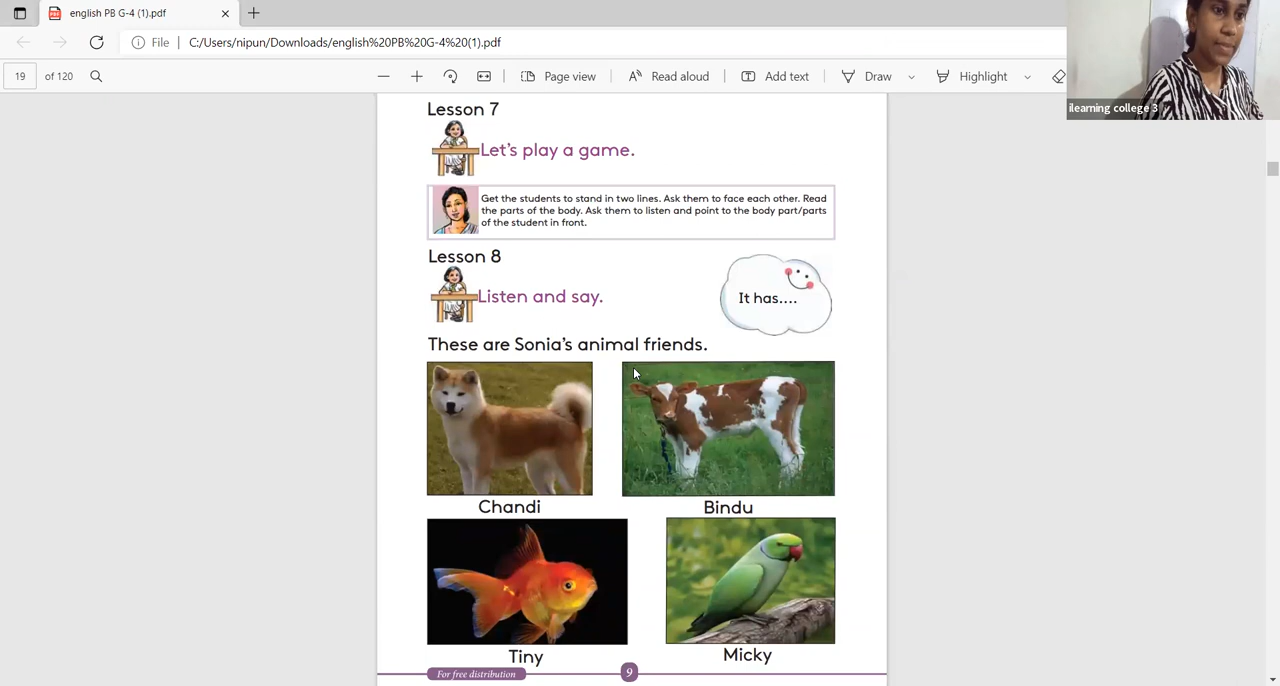 english PB G-4 (1).pdf
File C:/Users/nipun/Downloads/english%20PB%20G-4%20(1).pdf
19 of 120 Page view Read aloud Add text Draw Highlight
ilearning college 3
Lesson 7
Let's play a game.
Get the students to stand in two lines. Ask them to face each other. Read
the parts of the body. Ask them to listen and point to the body part/parts
of the student in front.
Lesson 8
Listen and say.
It has....
These are Sonia's animal friends.
Chandi
Bindu
Tiny
Micky
For free distribution
9